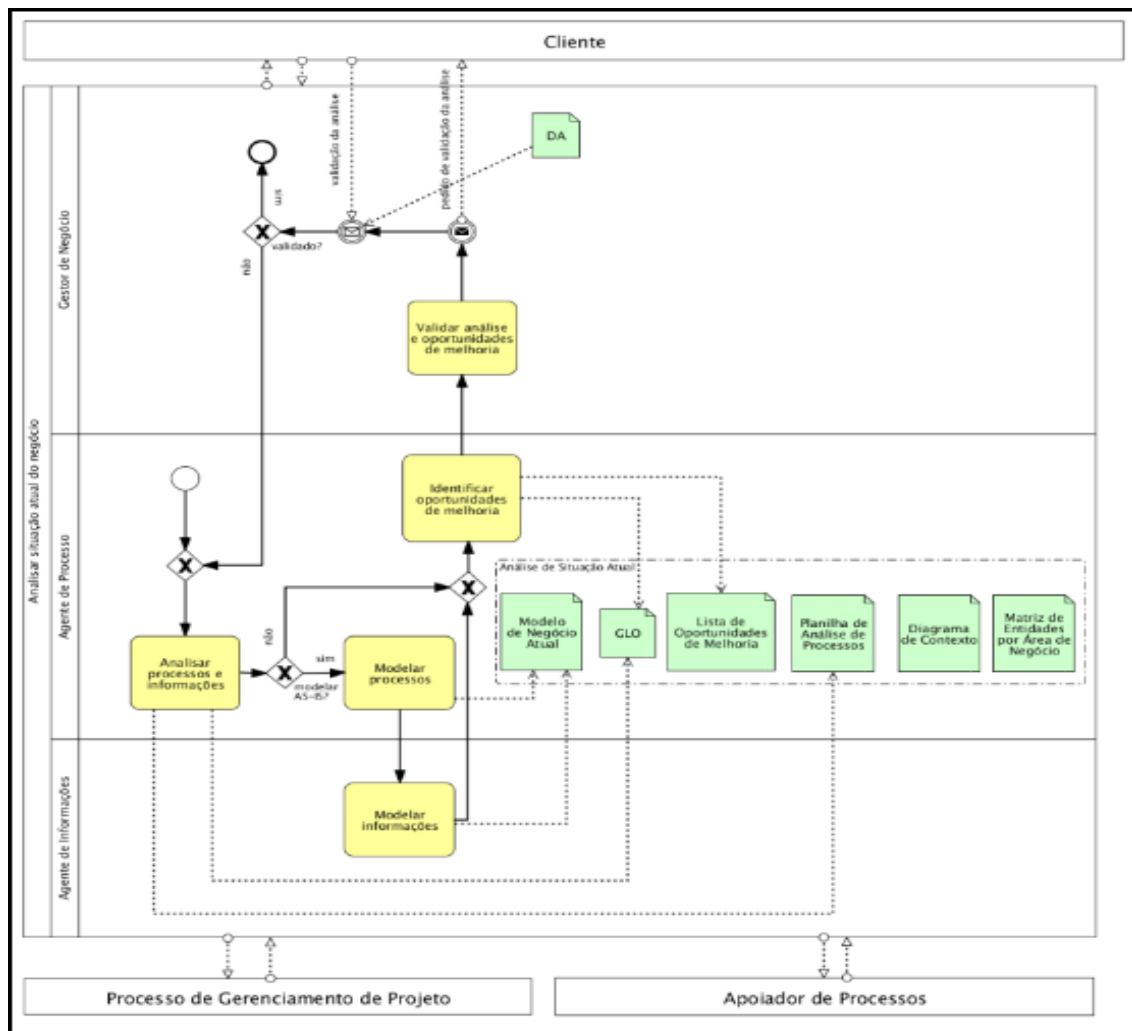 Cliente
Analisar situação atual do negócio
Gestor de Negócio
validação da análise
pedido de validação da análise
DA
sim
validado?
não
Validar análise
e oportunidades
de melhoria
Agente de Processo
Identificar
oportunidades
de melhoria
Análise de Situação Atual
Modelo
de Negócio
Atual
GLO
Lista de
Oportunidades
de Melhoria
Planilha de
Análise de
Processos
Diagrama
de Contexto
Matriz de
Entidades
por Área de
Negócio
Analisar
processos e
informações
não
sim
modelar
AS-IS?
Modelar
processos
Agente de Informações
Modelar
informações
Processo de Gerenciamento de Projeto
Apoiador de Processos